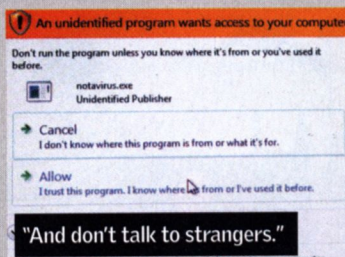 An unidentified program wants access to your computer
Don't run the program unless you know where it's from or you've used it
before.
notavirus.exe
Unidentified Publisher
Cancel
I don't know where this program is from or what it's for.
Allow
I trust this program. I know where from or I've used it before.
"And don't talk to strangers."